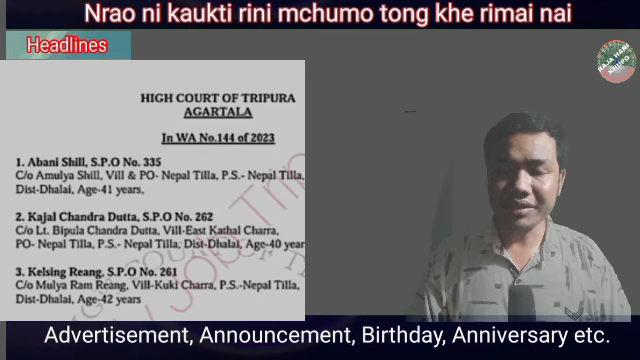 Nrao ni kaukti rini mchumo tong khe rimai nai
Headlines
HIGH COURT OF TRIPURA
AGARTALA
In WA No.144 of 2023
1. Abani Shill, S.P.O No. 335
C/o Amulya Shill, Vill & PO- Nepal Tilla, P.S.- Nepal Tilla,
Dist-Dhalai, Age-41 years,
2. Kajal Chandra Dutta, S.P.O No. 262
C/o Lt. Bipula Chandra Dutta, Vill-East Kathal Charra,
PO- Nepal Tilla, P.S.- Nepal Tilla, Dist-Dhalai, Age-40 year
3. Kelsing Reang, S.P.O No. 261
C/o Mulya Ram Reang, Vill-Kuki Charra, P.S.-Nepal Tilla,
Dist-Dhalai, Age-42 years
Advertisement, Announcement, Birthday, Anniversary etc.